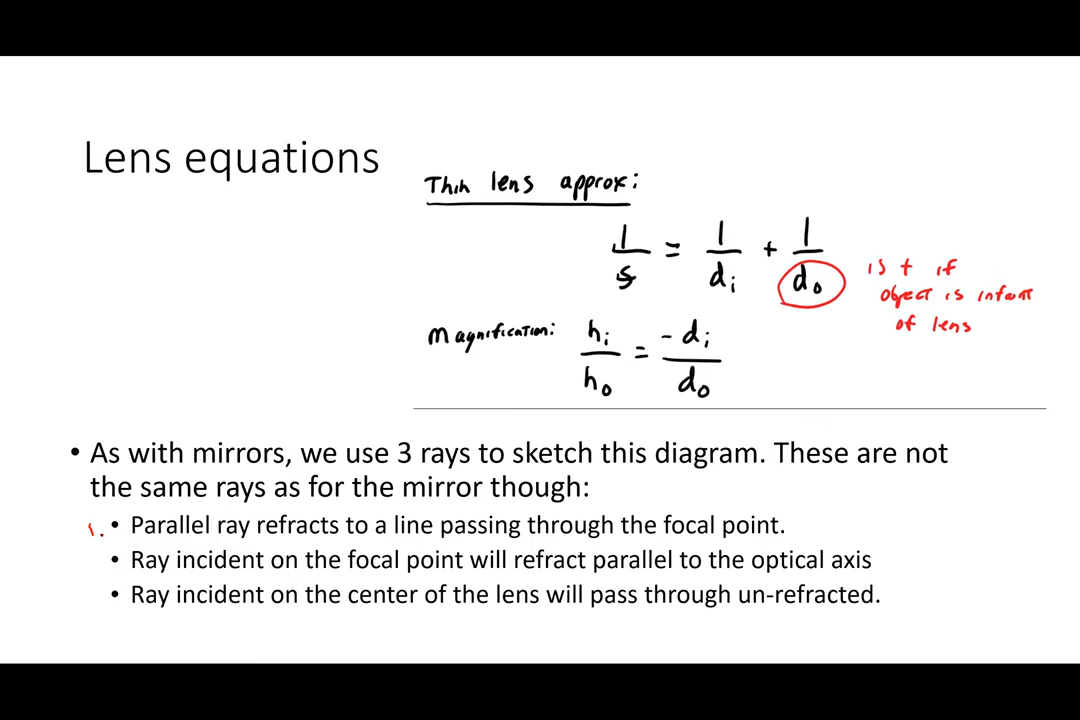 Lens equations
Thin lens approx:
1/f = 1/di + 1/do
is + if
object is infront
of lens
Magnification: hi/ho = -di/do
• As with mirrors, we use 3 rays to sketch this diagram. These are not
the same rays as for the mirror though:
1. • Parallel ray refracts to a line passing through the focal point.
• Ray incident on the focal point will refract parallel to the optical axis
• Ray incident on the center of the lens will pass through un-refracted.